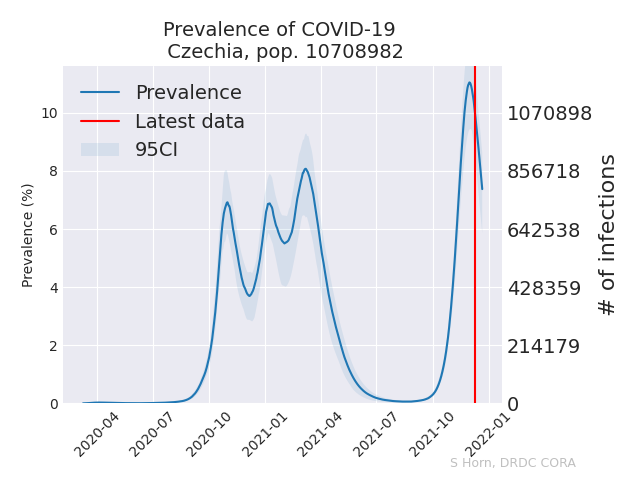 Prevalence of COVID-19
Czechia, pop. 10708982
Prevalence
Latest data
95CI
Prevalence (%)
10
8
6
4
2
0
1070898
856718
642538
428359
214179
0
# of infections
2020-04
2020-07
2020-10
2021-01
2021-04
2021-07
2021-10
2022-01
S Horn, DRDC CORA